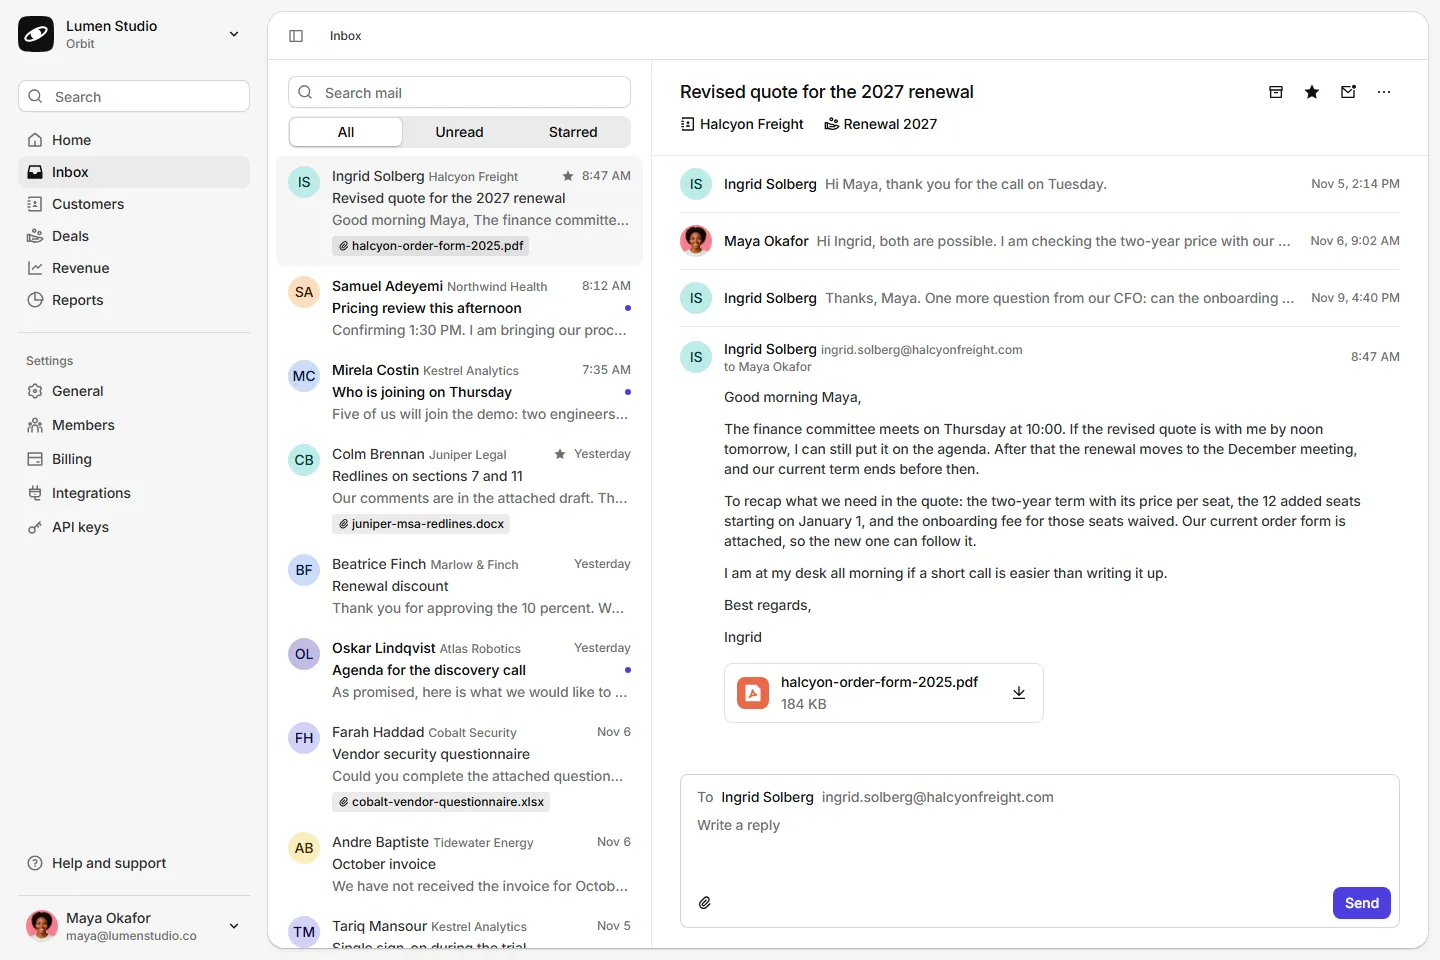 Lumen Studio
Orbit
Search
Home
Inbox
Customers
Deals
Revenue
Reports
Settings
General
Members
Billing
Integrations
API keys
Help and support
Maya Okafor
maya@lumenstudio.co
Inbox
Search mail
All Unread Starred
IS Ingrid Solberg Halcyon Freight 8:47 AM
Revised quote for the 2027 renewal
Good morning Maya, The finance committe...
halcyon-order-form-2025.pdf
SA Samuel Adeyemi Northwind Health 8:12 AM
Pricing review this afternoon
Confirming 1:30 PM. I am bringing our proc...
MC Mirela Costin Kestrel Analytics 7:35 AM
Who is joining on Thursday
Five of us will join the demo: two engineers...
CB Colm Brennan Juniper Legal Yesterday
Redlines on sections 7 and 11
Our comments are in the attached draft. Th...
juniper-msa-redlines.docx
BF Beatrice Finch Marlow & Finch Yesterday
Renewal discount
Thank you for approving the 10 percent. W...
OL Oskar Lindqvist Atlas Robotics Yesterday
Agenda for the discovery call
As promised, here is what we would like to ...
FH Farah Haddad Cobalt Security Nov 6
Vendor security questionnaire
Could you complete the attached question...
cobalt-vendor-questionnaire.xlsx
AB Andre Baptiste Tidewater Energy Nov 6
October invoice
We have not received the invoice for Octob...
TM Tariq Mansour Kestrel Analytics Nov 5
Single sign-on during the trial
Revised quote for the 2027 renewal
Halcyon Freight Renewal 2027
IS Ingrid Solberg Hi Maya, thank you for the call on Tuesday. Nov 5, 2:14 PM
Maya Okafor Hi Ingrid, both are possible. I am checking the two-year price with our ... Nov 6, 9:02 AM
IS Ingrid Solberg Thanks, Maya. One more question from our CFO: can the onboarding ... Nov 9, 4:40 PM
IS Ingrid Solberg ingrid.solberg@halcyonfreight.com 8:47 AM
to Maya Okafor
Good morning Maya,
The finance committee meets on Thursday at 10:00. If the revised quote is with me by noon
tomorrow, I can still put it on the agenda. After that the renewal moves to the December meeting,
and our current term ends before then.
To recap what we need in the quote: the two-year term with its price per seat, the 12 added seats
starting on January 1, and the onboarding fee for those seats waived. Our current order form is
attached, so the new one can follow it.
I am at my desk all morning if a short call is easier than writing it up.
Best regards,
Ingrid
halcyon-order-form-2025.pdf
184 KB
To Ingrid Solberg ingrid.solberg@halcyonfreight.com
Write a reply
Send